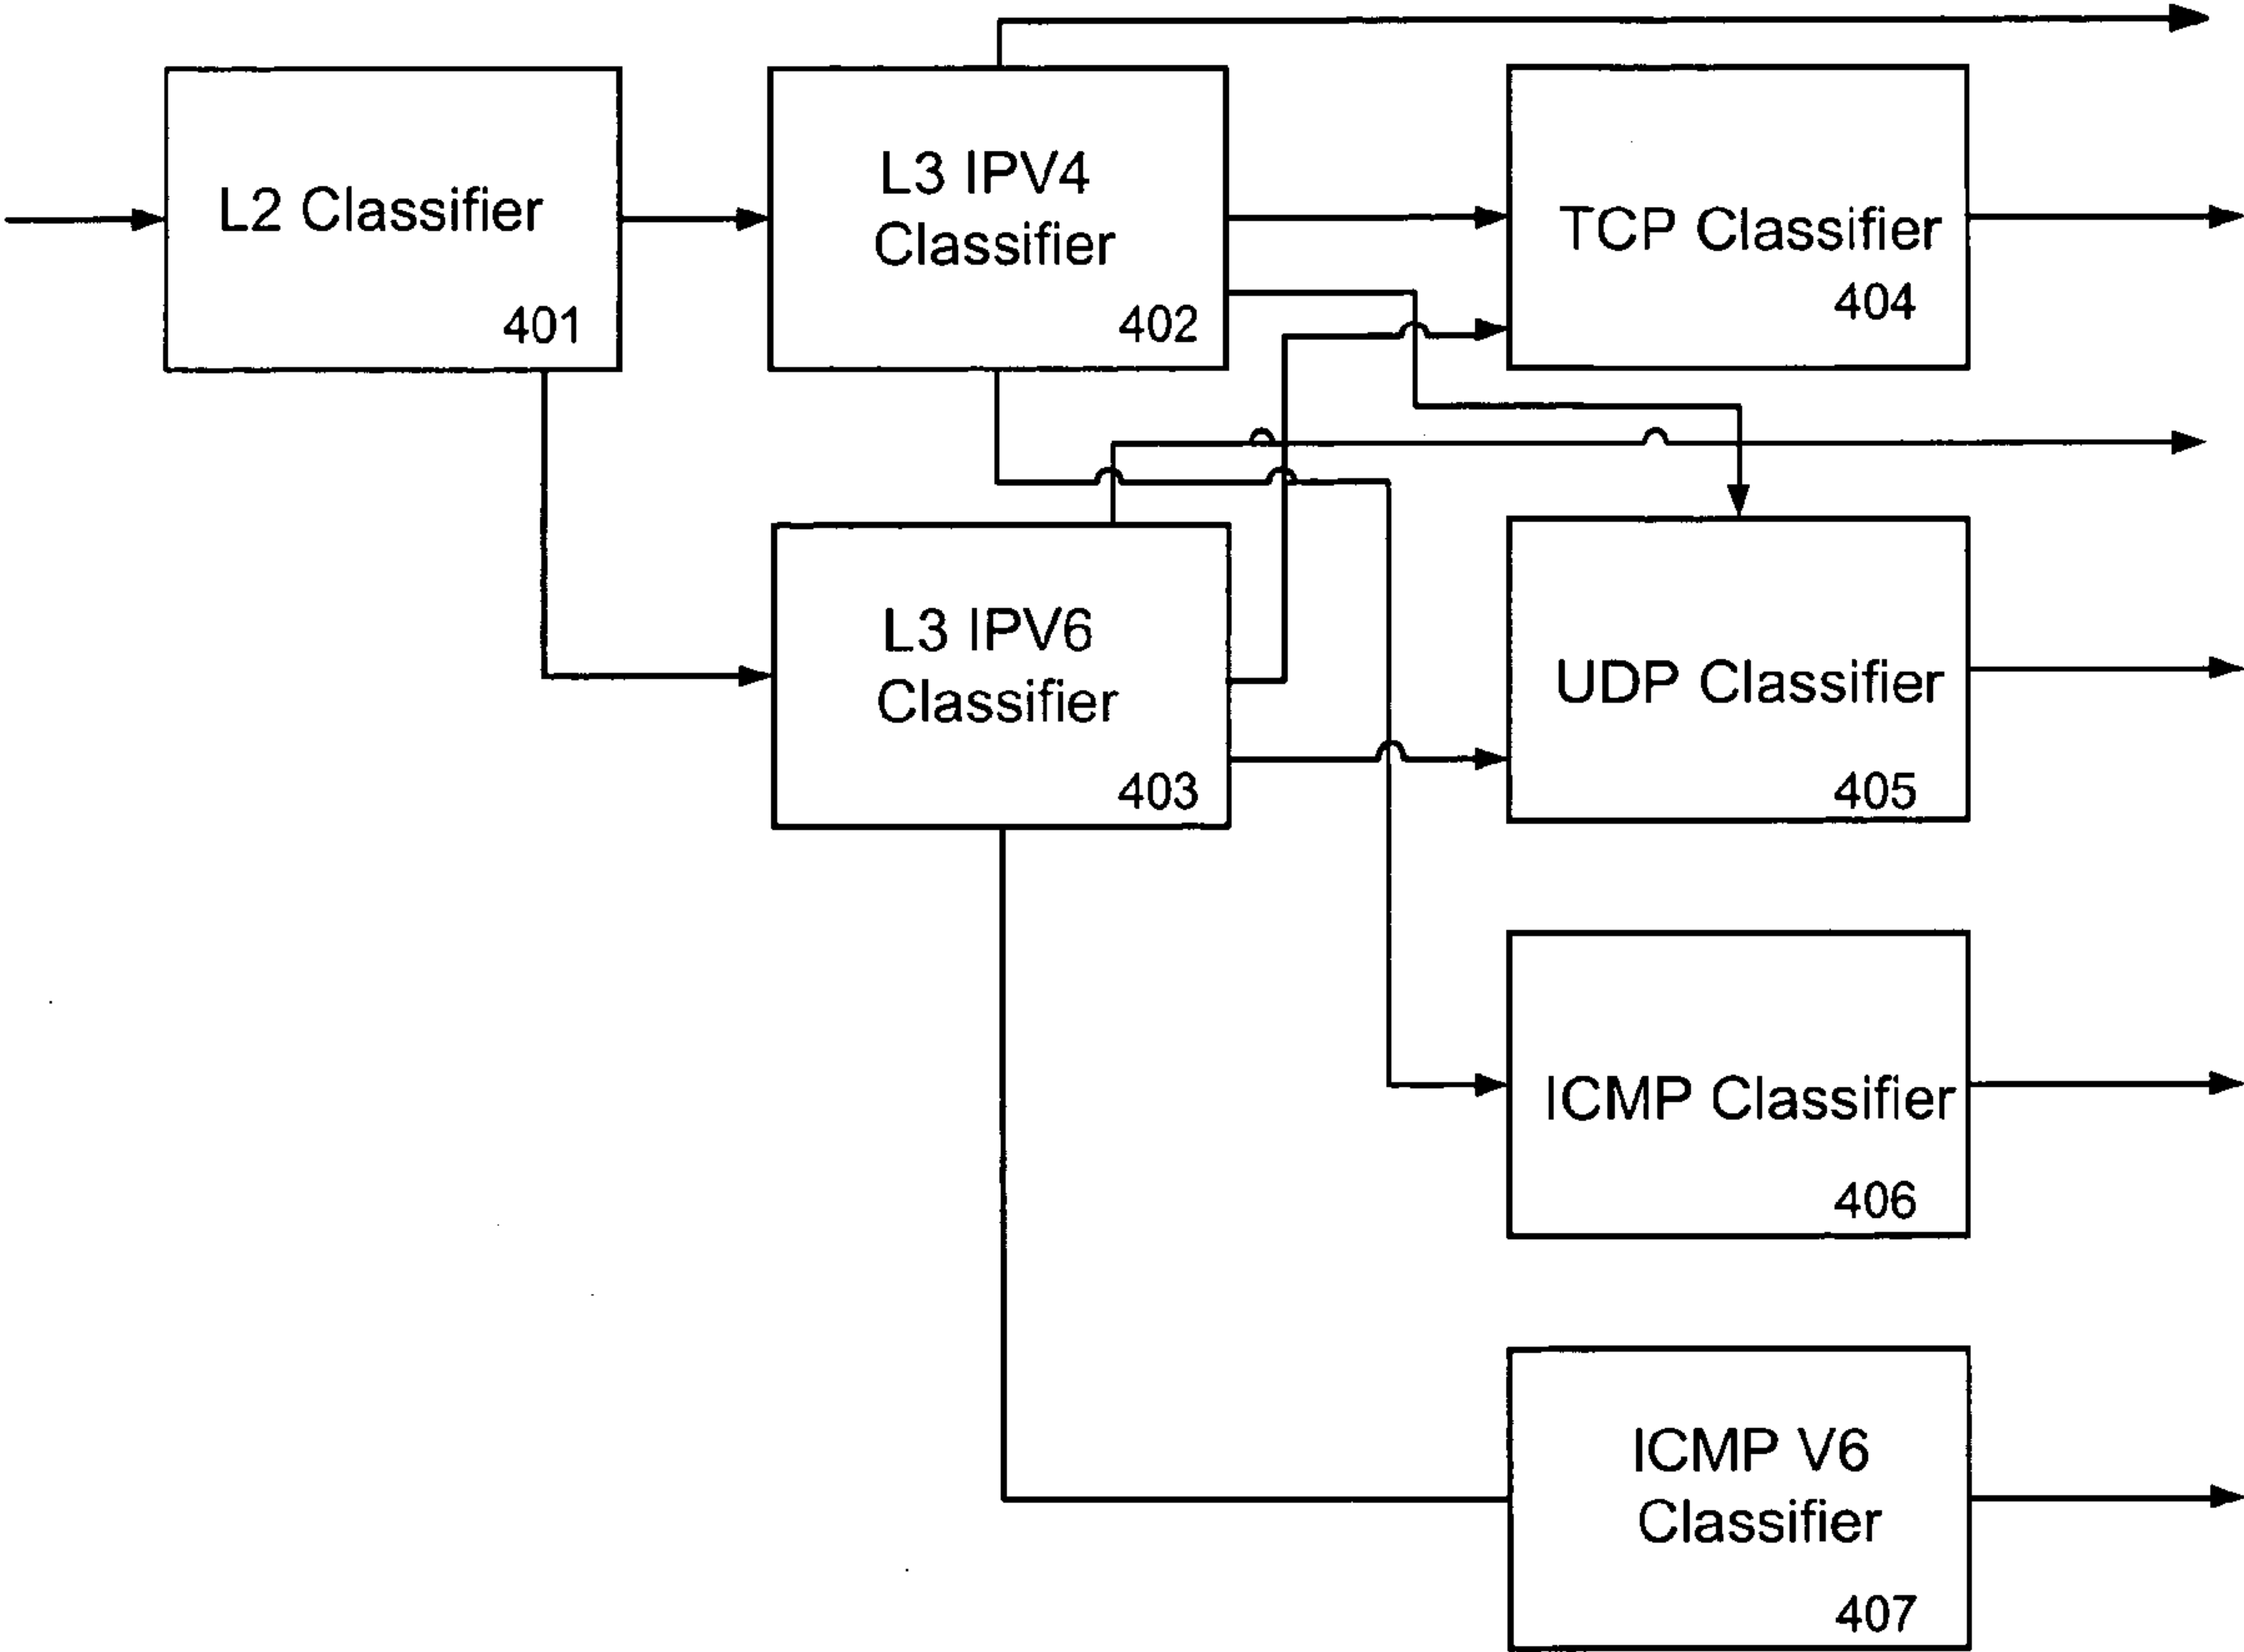 L2 Classifier
401
L3 IPV4
Classifier
402
TCP Classifier
404
L3 IPV6
Classifier
403
UDP Classifier
405
ICMP Classifier
406
ICMP V6
Classifier
407